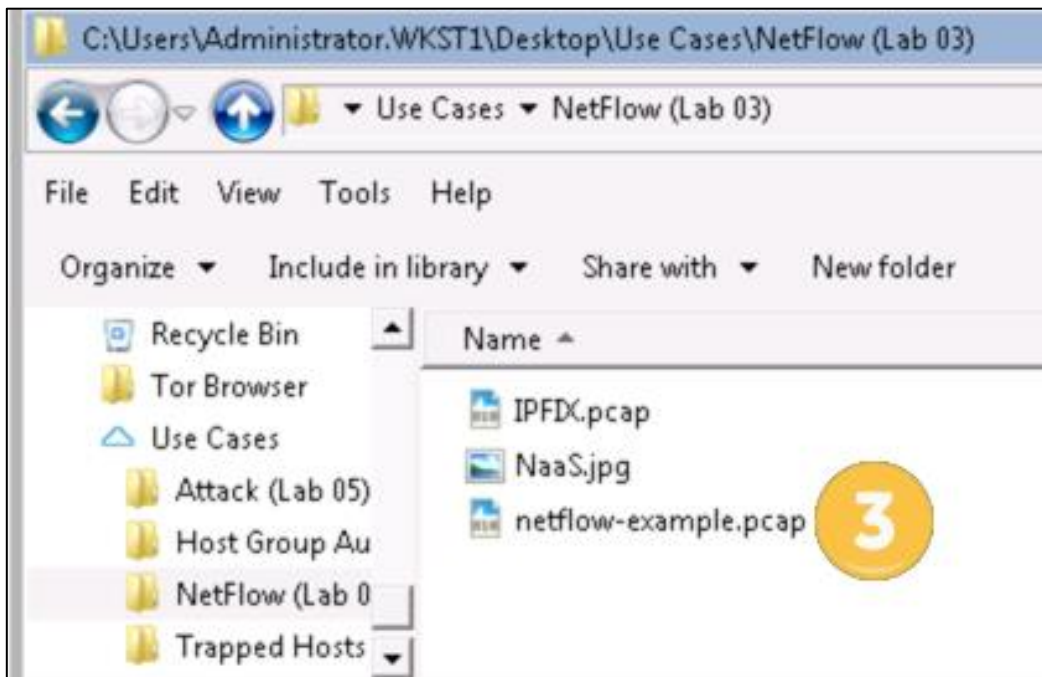 C:\Users\Administrator.WKST1\Desktop\Use Cases\NetFlow (Lab 03)
Use Cases NetFlow (Lab 03)
File Edit View Tools Help
Organize Include in library Share with New folder
Recycle Bin
Tor Browser
Use Cases
Attack (Lab 05)
Host Group Au
NetFlow (Lab 0
Trapped Hosts
Name
IPFIX.pcap
NaaS.jpg
netflow-example.pcap
3